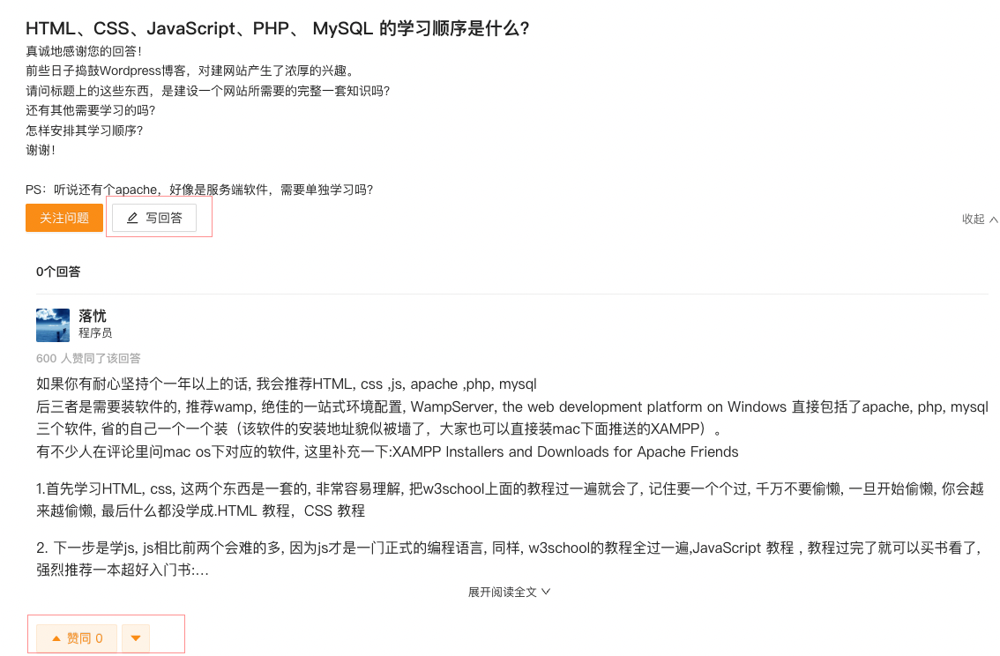 HTML、CSS、JavaScript、PHP、 MySQL 的学习顺序是什么?
真诚地感谢您的回答！
前些日子捣鼓Wordpress博客，对建网站产生了浓厚的兴趣。
请问标题上的这些东西，是建设一个网站所需要的完整一套知识吗?
还有其他需要学习的吗?
怎样安排其学习顺序?
谢谢！
PS：听说还有个apache，好像是服务端软件，需要单独学习吗?
关注问题 写回答 收起
0个回答
落忧
程序员
600 人赞同了该回答
如果你有耐心坚持个一年以上的话, 我会推荐HTML, css ,js, apache ,php, mysql
后三者是需要装软件的, 推荐wamp, 绝佳的一站式环境配置, WampServer, the web development platform on Windows 直接包括了apache, php, mysql
三个软件, 省的自己一个一个装（该软件的安装地址貌似被墙了，大家也可以直接装mac下面推送的XAMPP）。
有不少人在评论里问mac os下对应的软件, 这里补充一下:XAMPP Installers and Downloads for Apache Friends
1.首先学习HTML, css, 这两个东西是一套的, 非常容易理解, 把w3school上面的教程过一遍就会了, 记住要一个个过, 千万不要偷懒, 一旦开始偷懒, 你会越
来越偷懒, 最后什么都没学成.HTML 教程，CSS 教程
2. 下一步是学js, js相比前两个会难的多, 因为js才是一门正式的编程语言, 同样, w3school的教程全过一遍,JavaScript 教程 , 教程过完了就可以买书看了,
强烈推荐一本超好入门书:...
展开阅读全文
赞同 0